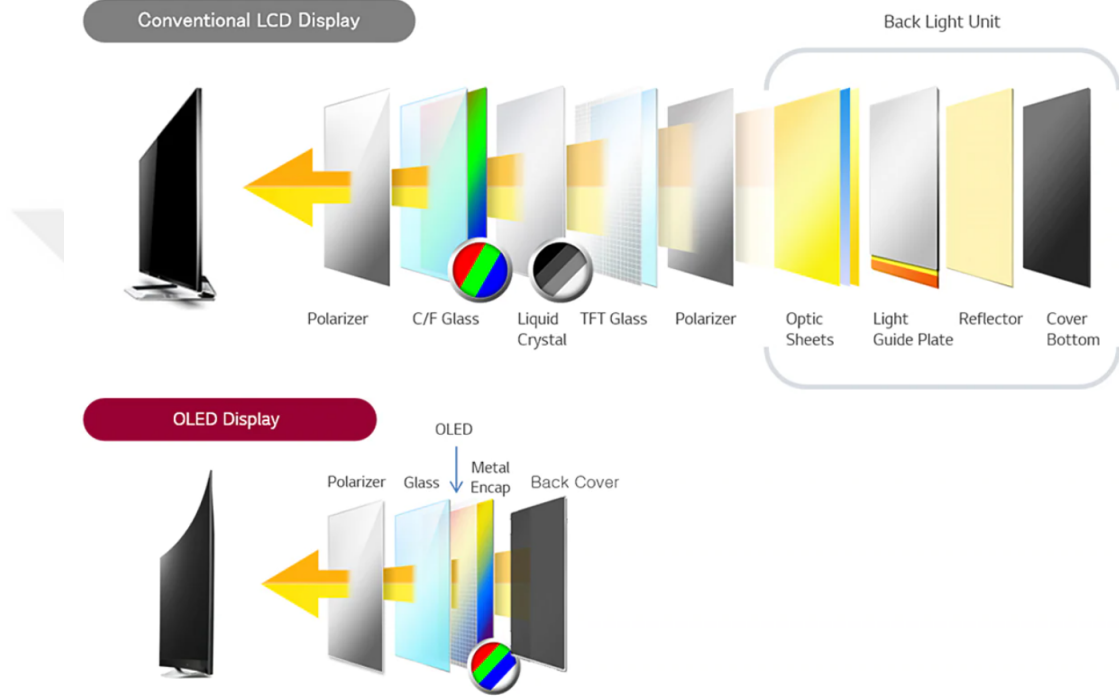 Conventional LCD Display
Back Light Unit
Polarizer
C/F Glass
Liquid
Crystal
TFT Glass
Polarizer
Optic
Sheets
Light
Guide Plate
Reflector
Cover
Bottom
OLED Display
OLED
Polarizer
Glass
Metal
Encap
Back Cover